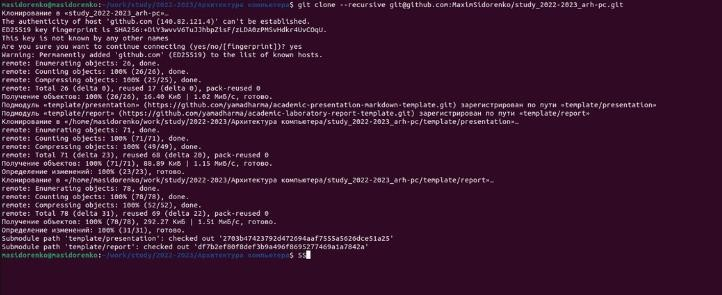 masidorenko@masidorenko:~/work/study/2022-2023/Архитектура компьютера$ git clone --recursive git@github.com:MaximSidorenko/study_2022-2023_arh-pc.git
Клонирование в «study_2022-2023_arh-pc»…
The authenticity of host 'github.com (140.82.121.4)' can't be established.
ED25519 key fingerprint is SHA256:+DiY3wvvV6TuJJhbpZisF/zLDA0zPMSvHdkr4UvCOqU.
This key is not known by any other names
Are you sure you want to continue connecting (yes/no/[fingerprint])? yes
Warning: Permanently added 'github.com' (ED25519) to the list of known hosts.
remote: Enumerating objects: 26, done.
remote: Counting objects: 100% (26/26), done.
remote: Compressing objects: 100% (25/25), done.
remote: Total 26 (delta 0), reused 17 (delta 0), pack-reused 0
Получение объектов: 100% (26/26), 16.40 КиБ | 1.02 МиБ/с, готово.
Подмодуль «template/presentation» (https://github.com/yamadharma/academic-presentation-markdown-template.git) зарегистрирован по пути «template/presentation»
Подмодуль «template/report» (https://github.com/yamadharma/academic-laboratory-report-template.git) зарегистрирован по пути «template/report»
Клонирование в «/home/masidorenko/work/study/2022-2023/Архитектура компьютера/study_2022-2023_arh-pc/template/presentation»…
remote: Enumerating objects: 71, done.
remote: Counting objects: 100% (71/71), done.
remote: Compressing objects: 100% (49/49), done.
remote: Total 71 (delta 23), reused 68 (delta 20), pack-reused 0
Получение объектов: 100% (71/71), 88.89 КиБ | 1.15 МиБ/с, готово.
Определение изменений: 100% (23/23), готово.
Клонирование в «/home/masidorenko/work/study/2022-2023/Архитектура компьютера/study_2022-2023_arh-pc/template/report»…
remote: Enumerating objects: 78, done.
remote: Counting objects: 100% (78/78), done.
remote: Compressing objects: 100% (52/52), done.
remote: Total 78 (delta 31), reused 69 (delta 22), pack-reused 0
Получение объектов: 100% (78/78), 292.27 КиБ | 1.51 МиБ/с, готово.
Определение изменений: 100% (31/31), готово.
Submodule path 'template/presentation': checked out '2703b47423792d472694aaf7555a5626dce51a25'
Submodule path 'template/report': checked out 'df7b2ef80f8def3b9a496f8695277469a1a7842a'
masidorenko@masidorenko:~/work/study/2022-2023/Архитектура компьютера$ SS